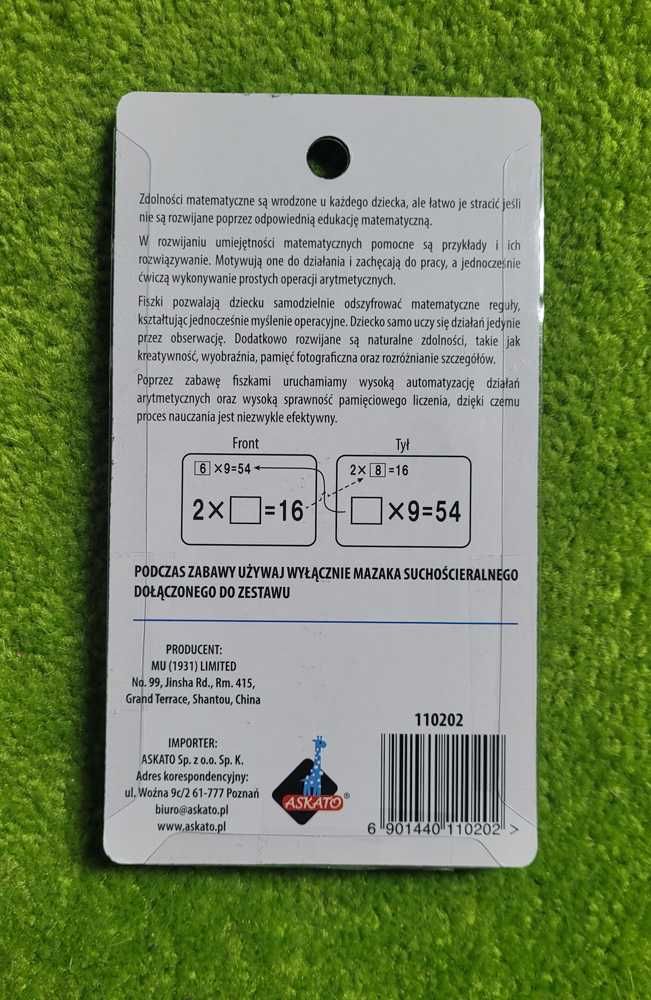 Zdolności matematyczne są wrodzone u każdego dziecka, ale łatwo je stracić jeśli
nie są rozwijane poprzez odpowiednią edukację matematyczną.
W rozwijaniu umiejętności matematycznych pomocne są przykłady i ich
rozwiązywanie. Motywują one do działania i zachęcają do pracy, a jednocześnie
ćwiczą wykonywanie prostych operacji arytmetycznych.
Fiszki pozwalają dziecku samodzielnie odszyfrować matematyczne reguły,
kształtując jednocześnie myślenie operacyjne. Dziecko samo uczy się działań jedynie
przez obserwację. Dodatkowo rozwijane są naturalne zdolności, takie jak
kreatywność, wyobraźnia, pamięć fotograficzna oraz rozróżnianie szczegółów.
Poprzez zabawę fiszkami uruchamiamy wysoką automatyzację działań
arytmetycznych oraz wysoką sprawność pamięciowego liczenia, dzięki czemu
proces nauczania jest niezwykle efektywny.
Front
6 ×9=54
2× □ =16
Tył
2× 8 =16
□ ×9=54
PODCZAS ZABAWY UŻYWAJ WYŁĄCZNIE MAZAKA SUCHOŚCIERALNEGO
DOŁĄCZONEGO DO ZESTAWU
PRODUCENT:
MU (1931) LIMITED
No. 99, Jinsha Rd., Rm. 415,
Grand Terrace, Shantou, China
IMPORTER:
ASKATO Sp. z o.o. Sp. K.
Adres korespondencyjny:
ul. Woźna 9c/2 61-777 Poznań
biuro@askato.pl
www.askato.pl
ASKATO®
110202
6 901440 110202 >